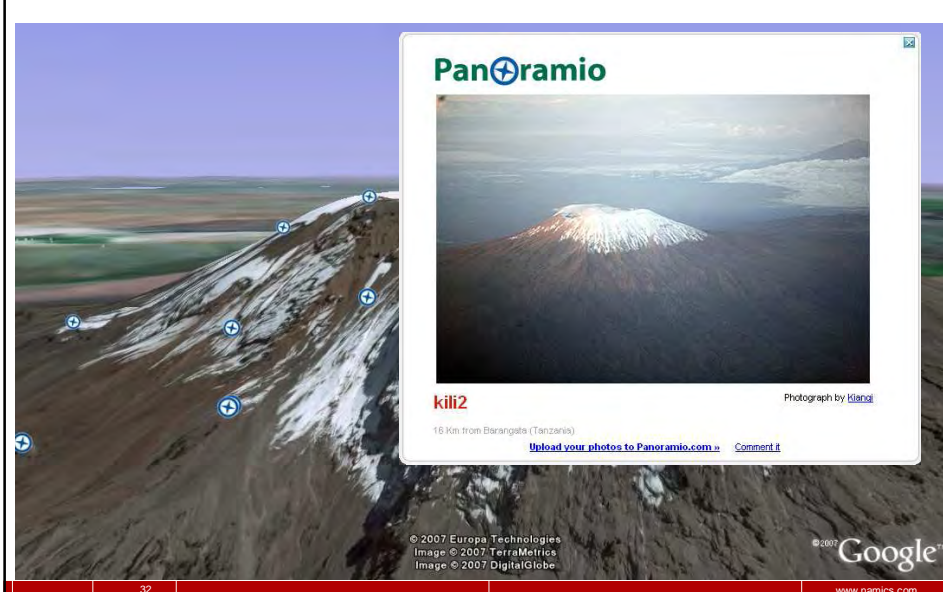 Panoramio
kili2
Photograph by Kiangi
16 Km from Barangata (Tanzania)
Upload your photos to Panoramio.com »
Comment it
© 2007 Europa Technologies
Image © 2007 TerraMetrics
Image © 2007 DigitalGlobe
©2007 Google™
32
www.namics.com